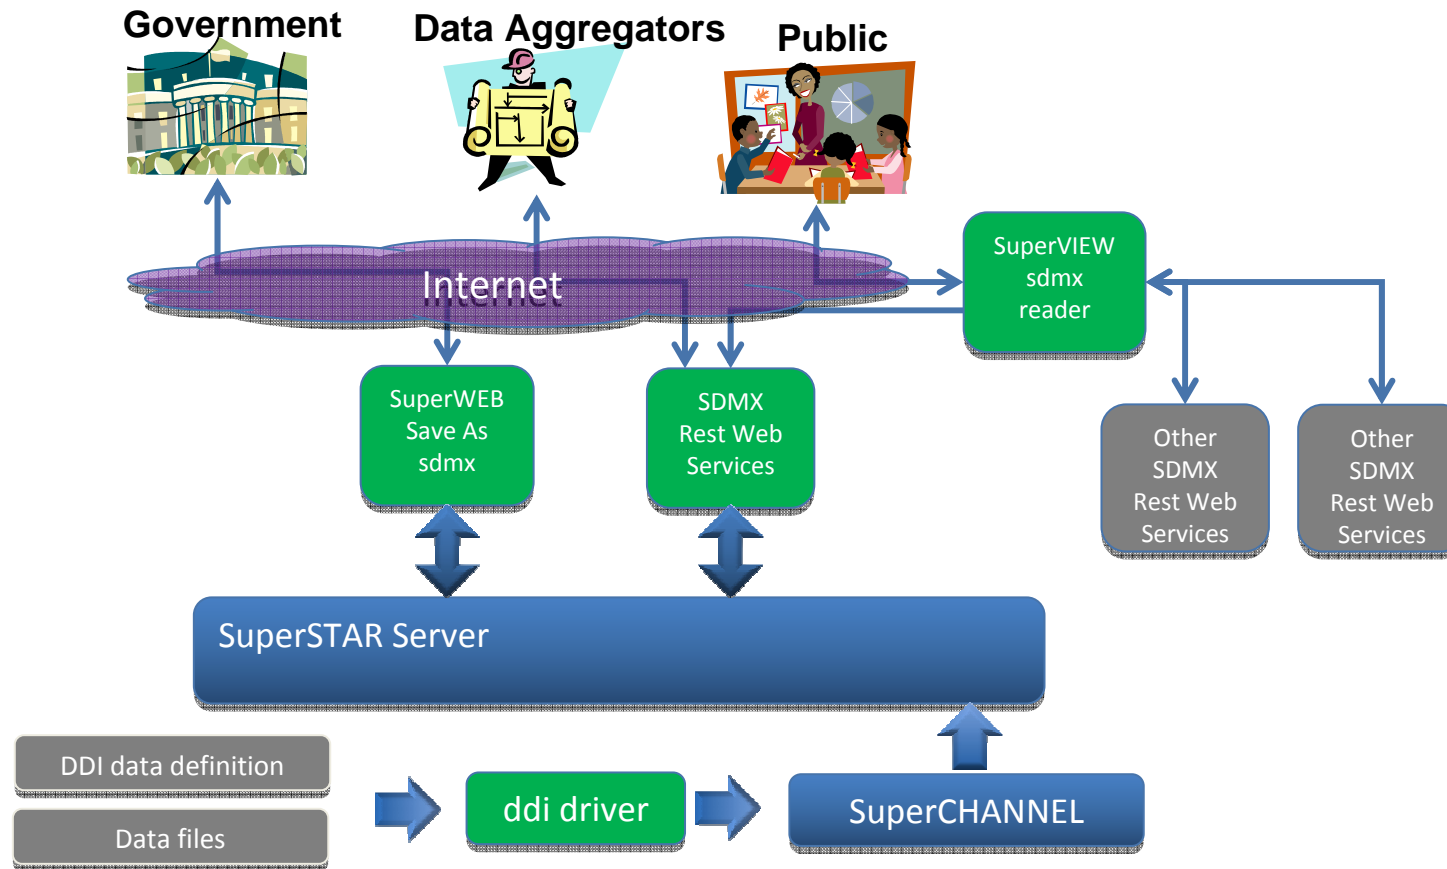 Government
Data Aggregators
Public
Internet
SuperVIEW
sdmx
reader
SuperWEB
Save As
sdmx
SDMX
Rest Web
Services
Other
SDMX
Rest Web
Services
Other
SDMX
Rest Web
Services
SuperSTAR Server
DDI data definition
Data files
ddi driver
SuperCHANNEL